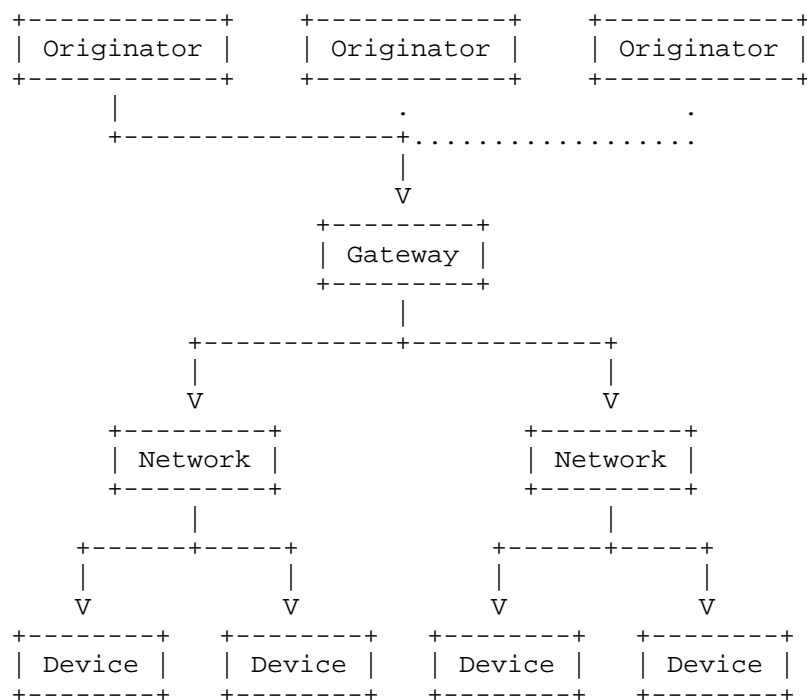 +------------+    +------------+    +------------+
| Originator |    | Originator |    | Originator |
+------------+    +------------+    +------------+
      |                 .                 .
      +-----------------+...................
                        |
                        V
                   +---------+
                   | Gateway |
                   +---------+
                        |
           +------------+------------+
           |                         |
           V                         V
      +---------+               +---------+
      | Network |               | Network |
      +---------+               +---------+
           |                         |
    +------+-----+            +------+-----+
    |            |            |            |
    V            V            V            V
+--------+   +--------+   +--------+   +--------+
| Device |   | Device |   | Device |   | Device |
+--------+   +--------+   +--------+   +--------+